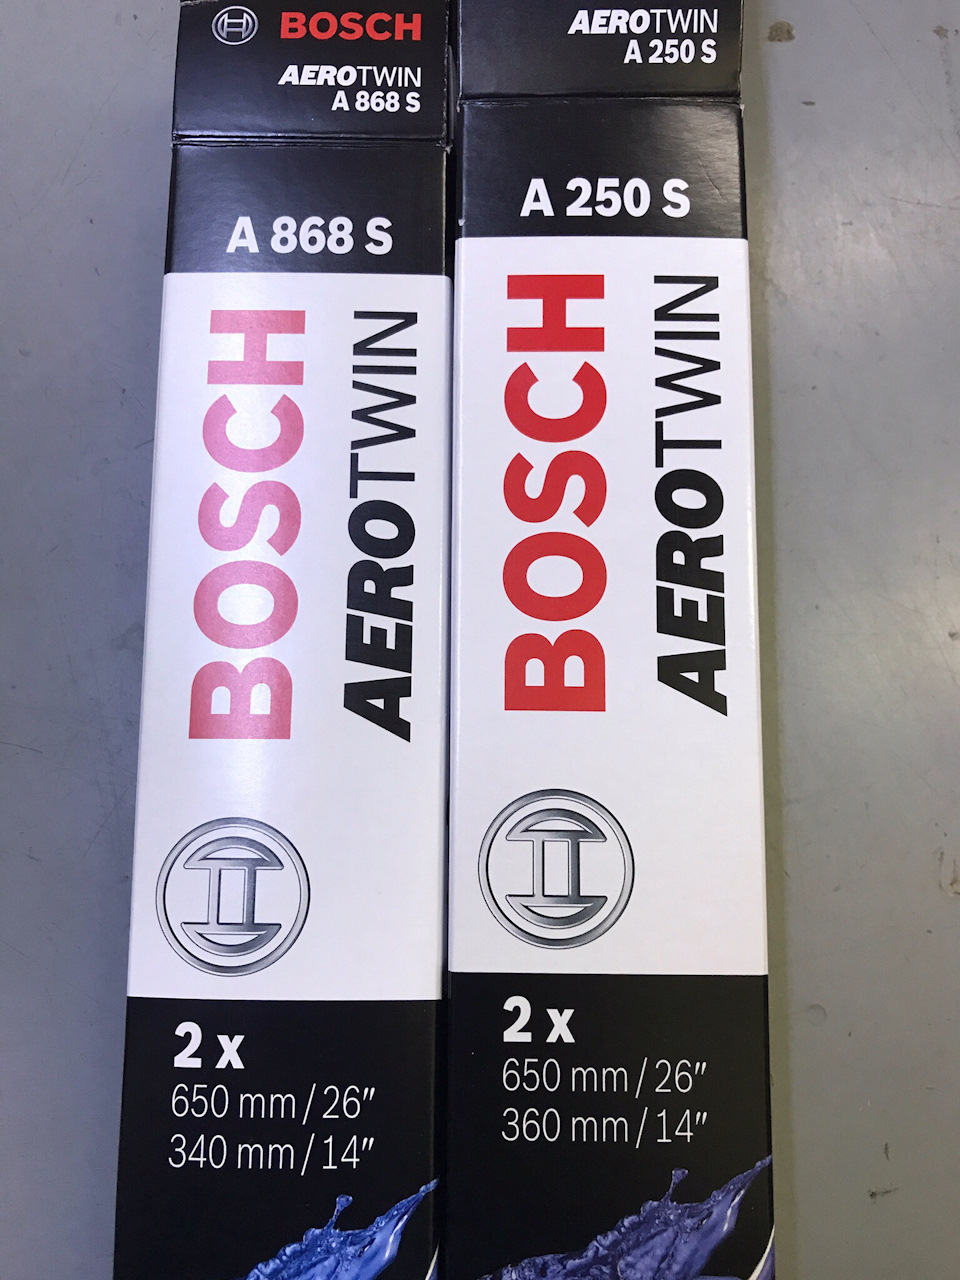 BOSCH
AEROTWIN
A 868 S
A 868 S
BOSCH
AEROTWIN
2 x
650 mm / 26″
340 mm / 14″
AEROTWIN
A 250 S
A 250 S
BOSCH
AEROTWIN
2 x
650 mm / 26″
360 mm / 14″